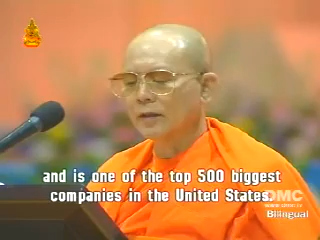 and is one of the top 500 biggest
companies in the United States.
DMC
Bilingual